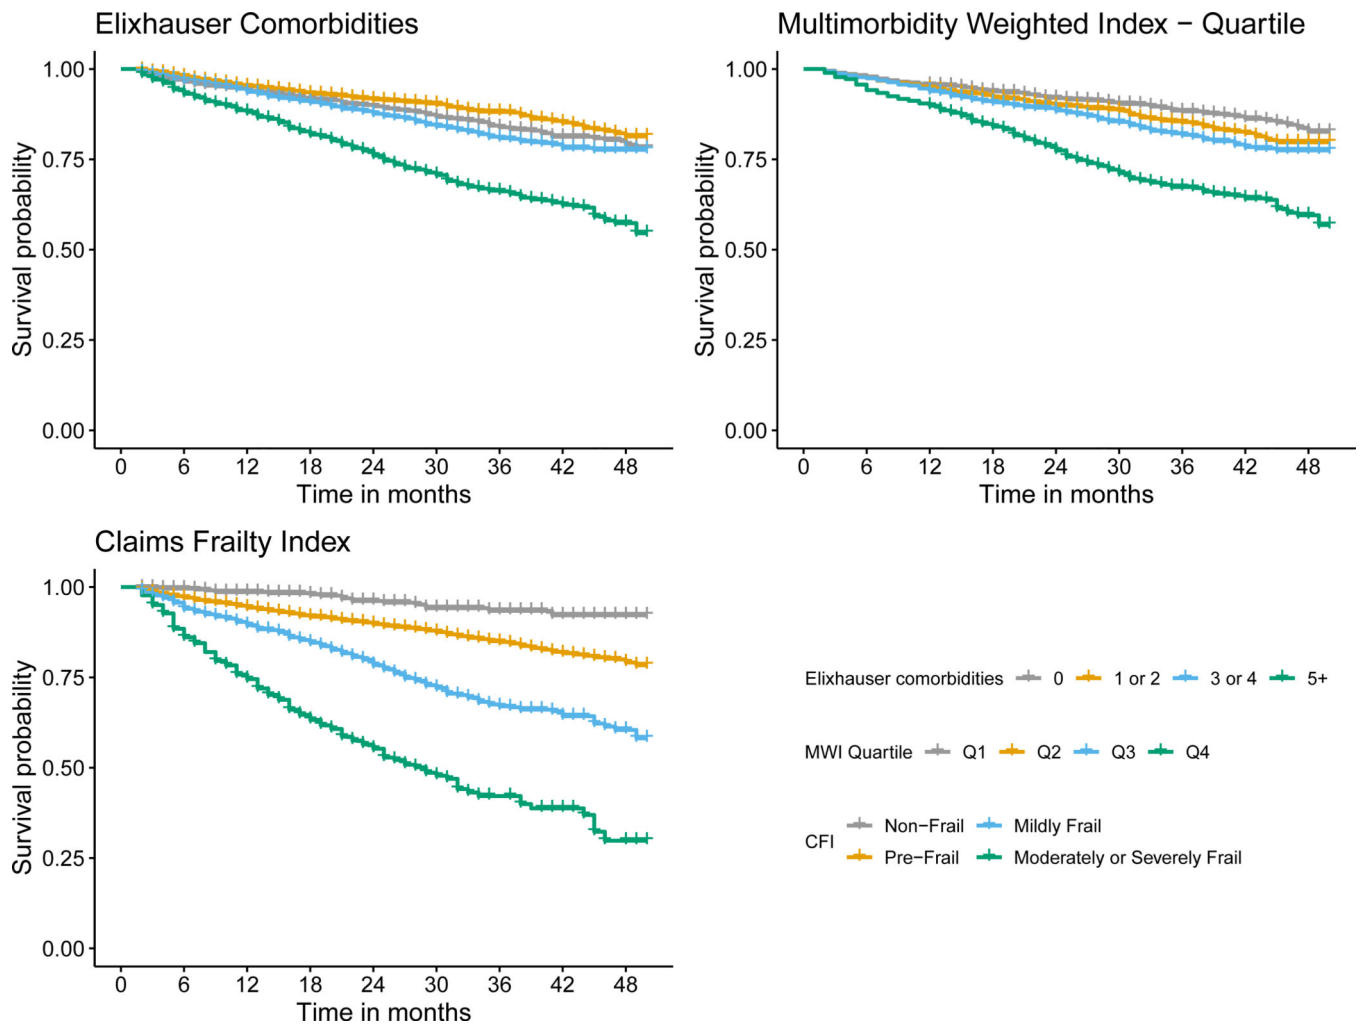 Elixhauser Comorbidities
Survival probability
1.00
0.75
0.50
0.25
0.00
0 6 12 18 24 30 36 42 48
Time in months
Multimorbidity Weighted Index − Quartile
Survival probability
1.00
0.75
0.50
0.25
0.00
0 6 12 18 24 30 36 42 48
Time in months
Claims Frailty Index
Survival probability
1.00
0.75
0.50
0.25
0.00
0 6 12 18 24 30 36 42 48
Time in months
Elixhauser comorbidities 0 1 or 2 3 or 4 5+
MWI Quartile Q1 Q2 Q3 Q4
CFI
Non−Frail Mildly Frail
Pre−Frail Moderately or Severely Frail